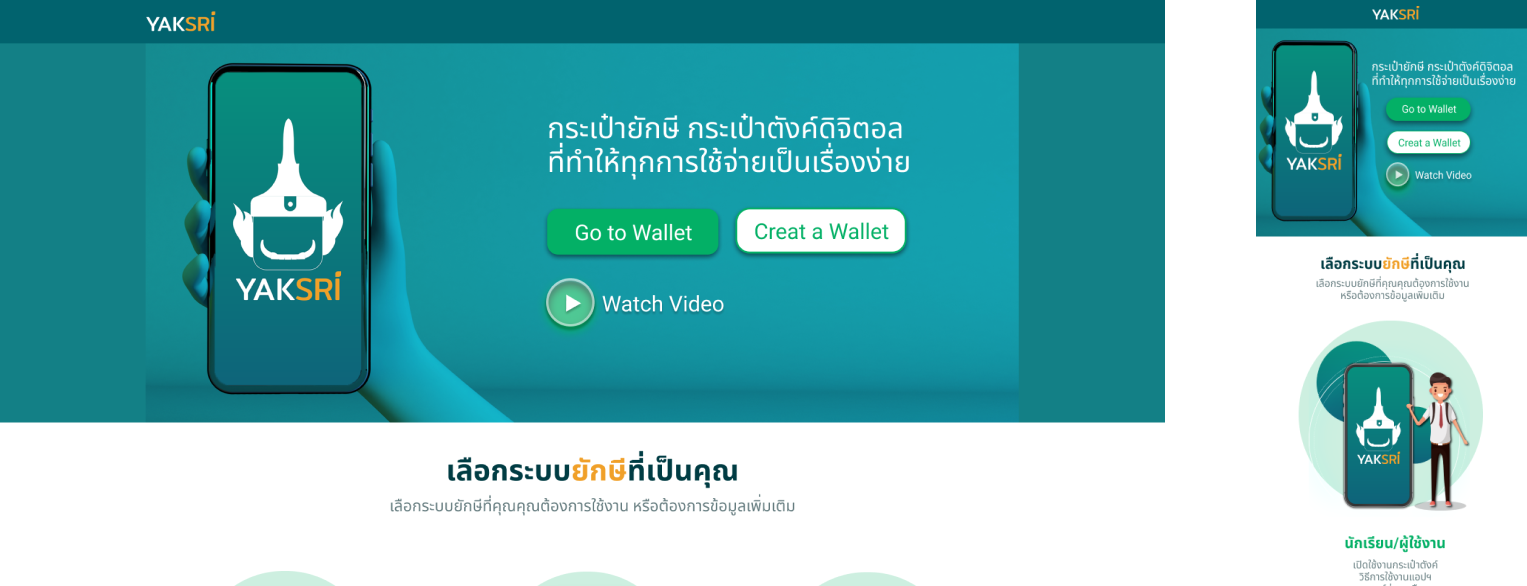 YAKSRI
กระเป๋ายักษี กระเป๋าตังค์ดิจิตอล
ที่ทำให้ทุกการใช้จ่ายเป็นเรื่องง่าย
Go to Wallet
Creat a Wallet
Watch Video
YAKSRI
เลือกระบบยักษีที่เป็นคุณ
เลือกระบบยักษีที่คุณคุณต้องการใช้งาน หรือต้องการข้อมูลเพิ่มเติม
YAKSRI
กระเป๋ายักษี กระเป๋าตังค์ดิจิตอล
ที่ทำให้ทุกการใช้จ่ายเป็นเรื่องง่าย
Go to Wallet
Creat a Wallet
Watch Video
YAKSRI
เลือกระบบยักษีที่เป็นคุณ
เลือกระบบยักษีที่คุณคุณต้องการใช้งาน
หรือต้องการข้อมูลเพิ่มเติม
YAKSRI
นักเรียน/ผู้ใช้งาน
เปิดใช้งานกระเป๋าตังค์
วิธีการใช้งานแอปฯ